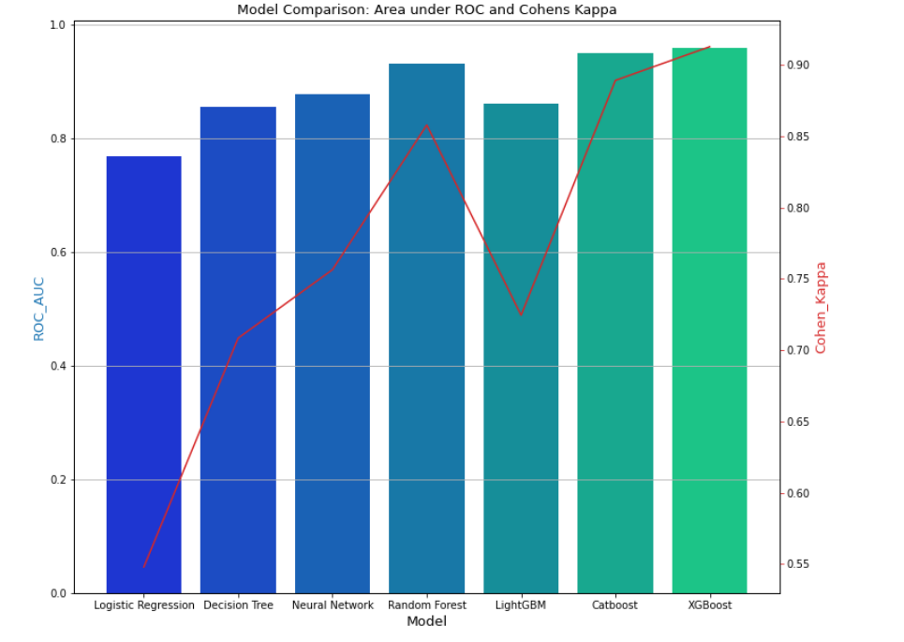 Model Comparison: Area under ROC and Cohens Kappa
1.0
0.8
0.6
0.4
0.2
0.0
ROC_AUC
0.90
0.85
0.80
0.75
0.70
0.65
0.60
0.55
Cohen_Kappa
Logistic Regression Decision Tree Neural Network Random Forest LightGBM Catboost XGBoost
Model